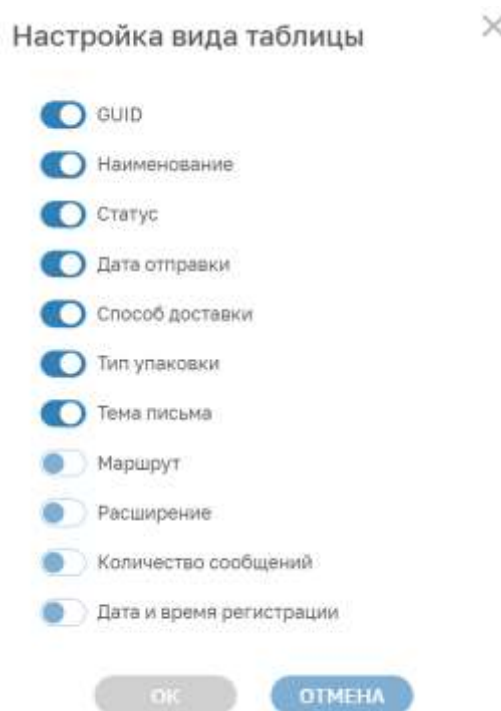 Настройка вида таблицы
GUID
Наименование
Статус
Дата отправки
Способ доставки
Тип упаковки
Тема письма
Маршрут
Расширение
Количество сообщений
Дата и время регистрации
ОК
ОТМЕНА